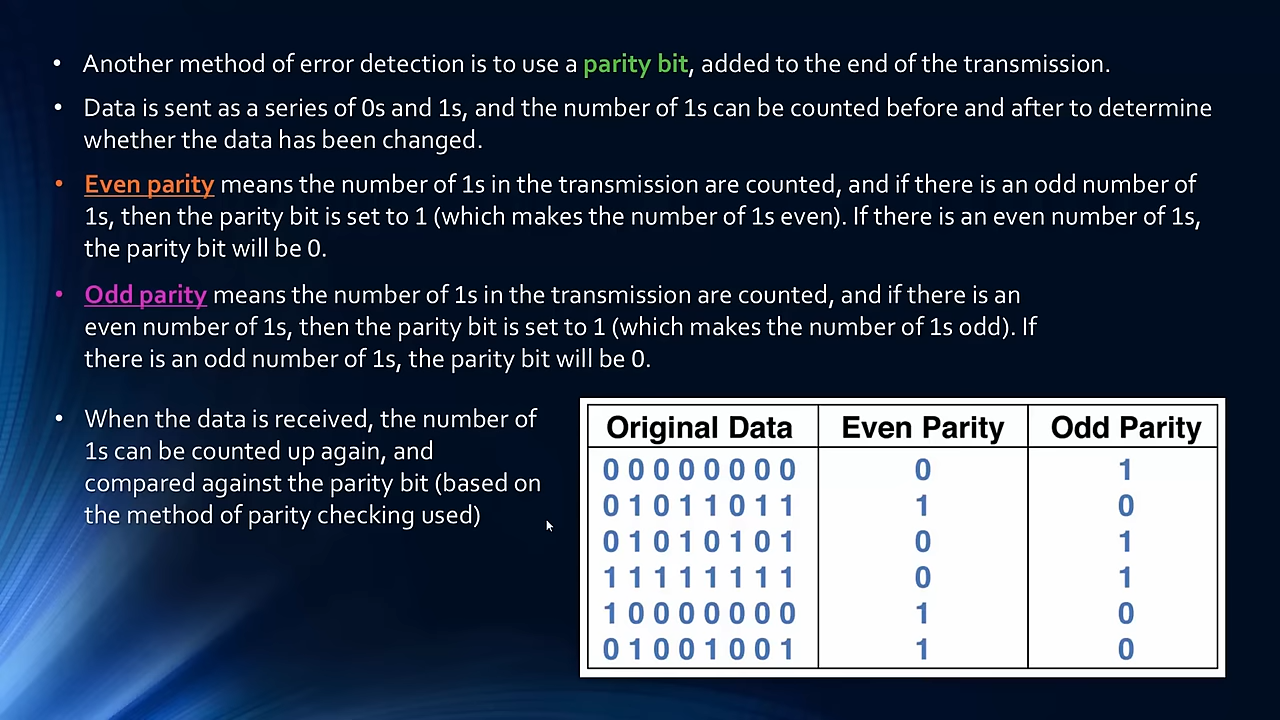 • Another method of error detection is to use a parity bit, added to the end of the transmission.
• Data is sent as a series of 0s and 1s, and the number of 1s can be counted before and after to determine
whether the data has been changed.
• Even parity means the number of 1s in the transmission are counted, and if there is an odd number of
1s, then the parity bit is set to 1 (which makes the number of 1s even). If there is an even number of 1s,
the parity bit will be 0.
• Odd parity means the number of 1s in the transmission are counted, and if there is an
even number of 1s, then the parity bit is set to 1 (which makes the number of 1s odd). If
there is an odd number of 1s, the parity bit will be 0.
• When the data is received, the number of
1s can be counted up again, and
compared against the parity bit (based on
the method of parity checking used)
Original Data Even Parity Odd Parity
0 0 0 0 0 0 0 0 0 1
0 1 0 1 1 0 1 1 1 0
0 1 0 1 0 1 0 1 0 1
1 1 1 1 1 1 1 1 0 1
1 0 0 0 0 0 0 0 1 0
0 1 0 0 1 0 0 1 1 0